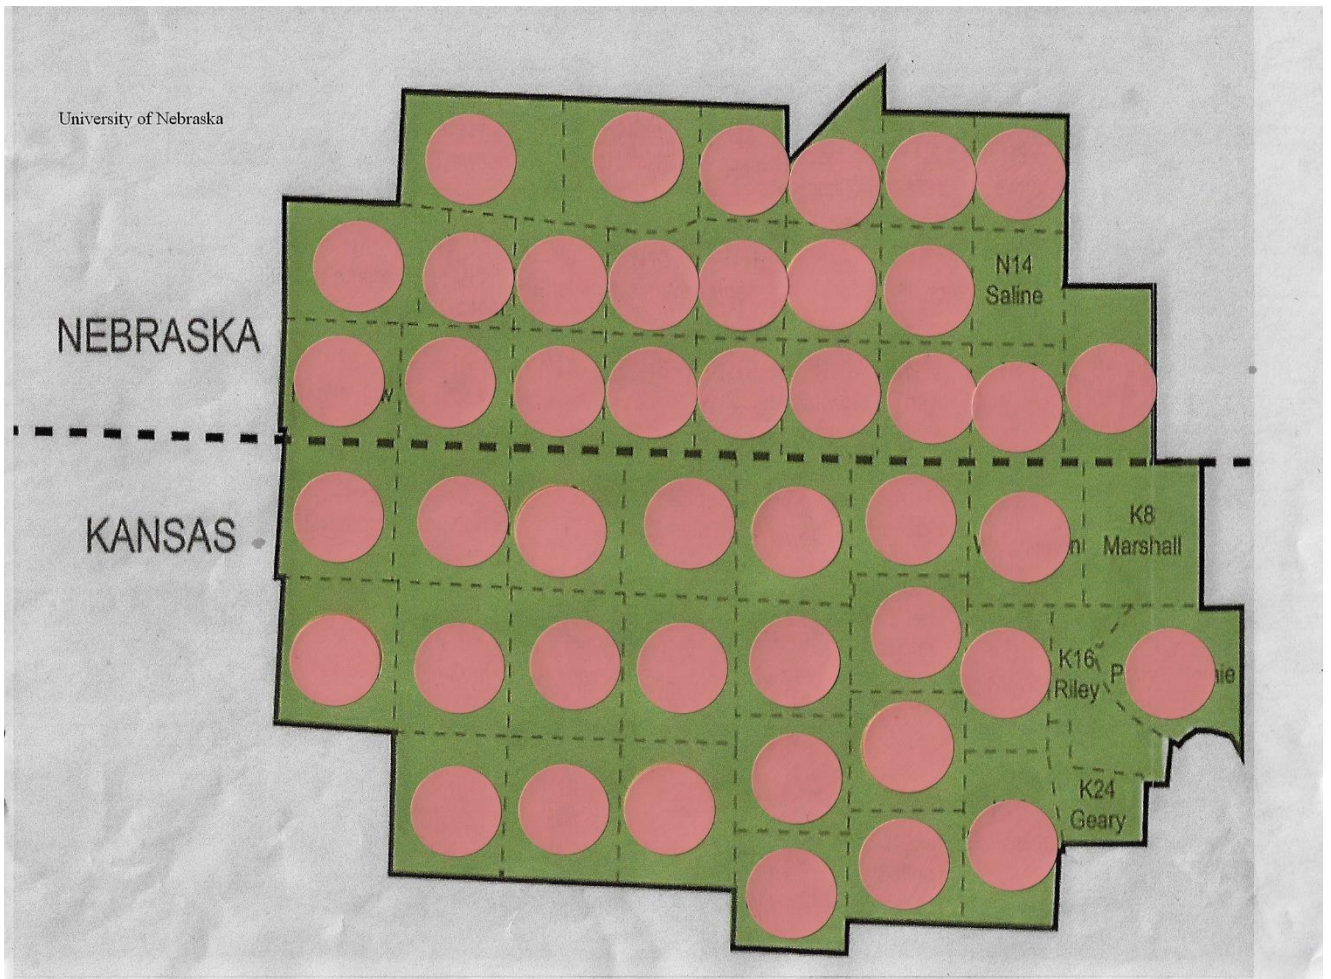 University of Nebraska
N14
Saline
NEBRASKA
KANSAS
K8
Marshall
K16
Riley
K24
Geary